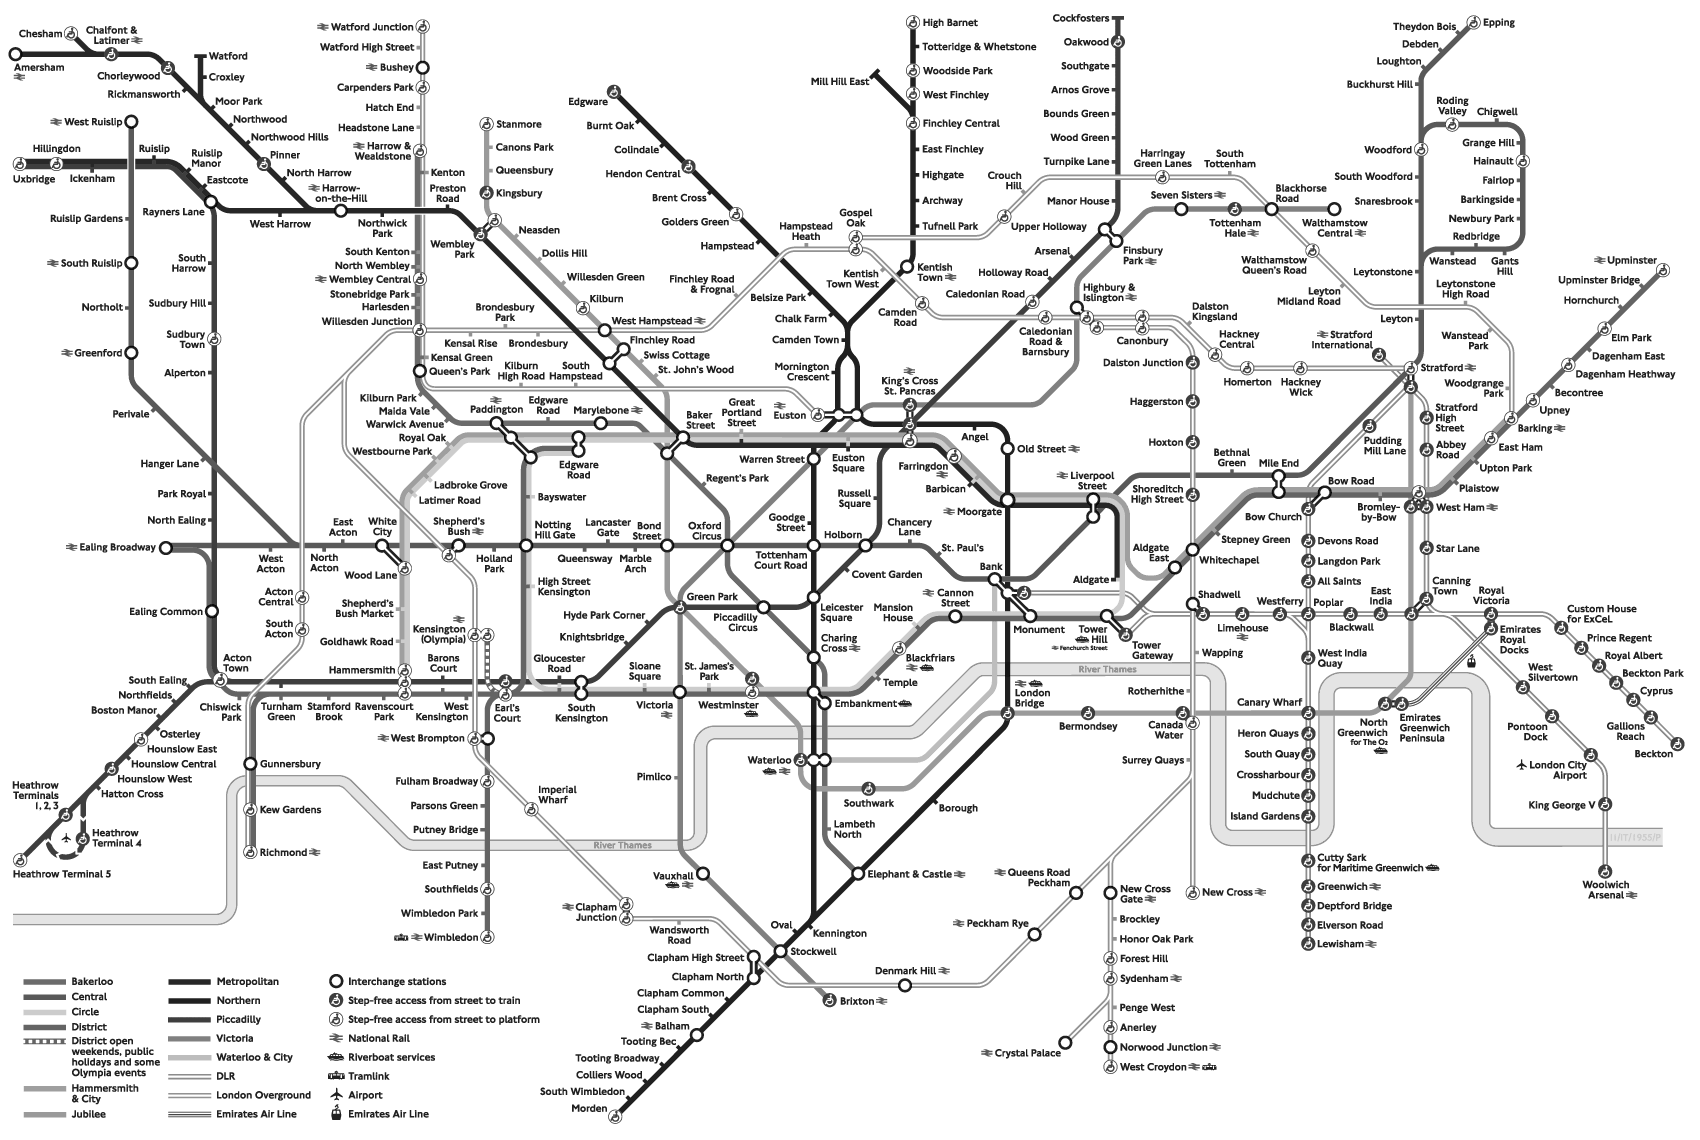 Chesham
Chalfont &
Latimer
Amersham
Chorleywood
Rickmansworth
Watford
Croxley
Moor Park
Northwood
Northwood Hills
Pinner
North Harrow
Harrow-
on-the-Hill
West Ruislip
Hillingdon
Uxbridge
Ickenham
Ruislip
Ruislip
Manor
Eastcote
Rayners Lane
West Harrow
Northwick
Park
Preston
Road
Ruislip Gardens
South Ruislip
Northolt
Greenford
Perivale
Hanger Lane
South
Harrow
Sudbury Hill
Sudbury
Town
Alperton
Park Royal
North Ealing
Ealing Broadway
Ealing Common
West
Acton
North
Acton
East
Acton
White
City
Wood Lane
Shepherd's
Bush
Holland
Park
Notting
Hill Gate
Lancaster
Gate
Queensway
Bond
Street
Marble
Arch
Oxford
Circus
Tottenham
Court Road
Holborn
Chancery
Lane
St. Paul's
Bank
Watford Junction
Watford High Street
Bushey
Carpenders Park
Hatch End
Headstone Lane
Harrow &
Wealdstone
Kenton
South Kenton
North Wembley
Wembley Central
Stonebridge Park
Harlesden
Willesden Junction
Kensal Green
Queen's Park
Kilburn Park
Maida Vale
Warwick Avenue
Royal Oak
Westbourne Park
Ladbroke Grove
Latimer Road
Stanmore
Canons Park
Queensbury
Kingsbury
Wembley
Park
Neasden
Dollis Hill
Willesden Green
Kilburn
West Hampstead
Finchley Road
Swiss Cottage
St. John's Wood
Brondesbury
Park
Kensal Rise
Brondesbury
Kilburn
High Road
South
Hampstead
Paddington
Edgware
Road
Marylebone
Baker
Street
Great
Portland
Street
Edgware
Road
Bayswater
Regent's Park
Warren Street
Euston
Square
Euston
King's Cross
St. Pancras
Edgware
Burnt Oak
Colindale
Hendon Central
Brent Cross
Golders Green
Hampstead
Belsize Park
Chalk Farm
Camden Town
Mornington
Crescent
Finchley Road
& Frognal
Hampstead
Heath
Gospel
Oak
Kentish
Town West
Camden
Road
High Barnet
Totteridge & Whetstone
Woodside Park
Mill Hill East
West Finchley
Finchley Central
East Finchley
Highgate
Archway
Tufnell Park
Kentish
Town
Cockfosters
Oakwood
Southgate
Arnos Grove
Bounds Green
Wood Green
Turnpike Lane
Manor House
Harringay
Green Lanes
South
Tottenham
Crouch
Hill
Upper Holloway
Seven Sisters
Blackhorse
Road
Tottenham
Hale
Walthamstow
Central
Finsbury
Park
Arsenal
Holloway Road
Caledonian Road
Highbury &
Islington
Caledonian
Road &
Barnsbury
Canonbury
Dalston
Kingsland
Hackney
Central
Dalston Junction
Homerton
Hackney
Wick
Haggerston
Hoxton
Shoreditch
High Street
Walthamstow
Queen's Road
Leyton
Midland Road
Leytonstone
High Road
Wanstead
Park
Woodgrange
Park
Stratford
International
Stratford
Epping
Theydon Bois
Debden
Loughton
Buckhurst Hill
Roding
Valley
Chigwell
Grange Hill
Hainault
Fairlop
Barkingside
Newbury Park
Gants
Hill
Redbridge
Wanstead
Woodford
South Woodford
Snaresbrook
Leytonstone
Leyton
Upminster
Upminster Bridge
Hornchurch
Elm Park
Dagenham East
Dagenham Heathway
Becontree
Upney
Barking
East Ham
Upton Park
Plaistow
Stratford
High
Street
Abbey
Road
Pudding
Mill Lane
West Ham
Bromley-
by-Bow
Bow Road
Mile End
Bethnal
Green
Bow Church
Stepney Green
Whitechapel
Aldgate
East
Aldgate
Liverpool
Street
Moorgate
Barbican
Farringdon
Angel
Old Street
Russell
Square
Goodge
Street
Covent Garden
Leicester
Square
Piccadilly
Circus
Green Park
Hyde Park Corner
Knightsbridge
High Street
Kensington
Charing
Cross
Mansion
House
Cannon
Street
Monument
Tower
Hill
Fenchurch Street
Tower
Gateway
Blackfriars
Temple
Embankment
Westminster
St. James's
Park
Victoria
Sloane
Square
South
Kensington
Gloucester
Road
Earl's
Court
Barons
Court
Kensington
(Olympia)
West
Kensington
Hammersmith
Goldhawk Road
Shepherd's
Bush Market
Ravenscourt
Park
Stamford
Brook
Turnham
Green
Chiswick
Park
Acton
Town
South
Acton
Acton
Central
South Ealing
Northfields
Boston Manor
Osterley
Hounslow East
Hounslow Central
Hounslow West
Hatton Cross
Heathrow
Terminals
1, 2, 3
Heathrow
Terminal 4
Heathrow Terminal 5
Gunnersbury
Kew Gardens
Richmond
West Brompton
Fulham Broadway
Parsons Green
Putney Bridge
East Putney
Southfields
Wimbledon Park
Wimbledon
Imperial
Wharf
Clapham
Junction
Wandsworth
Road
River Thames
Pimlico
Vauxhall
Waterloo
Southwark
Lambeth
North
Elephant & Castle
Borough
London
Bridge
Bermondsey
Canada
Water
Kennington
Oval
Stockwell
Brixton
Clapham High Street
Clapham North
Clapham Common
Clapham South
Balham
Tooting Bec
Tooting Broadway
Colliers Wood
South Wimbledon
Morden
Denmark Hill
Peckham Rye
Queens Road
Peckham
Surrey Quays
Rotherhithe
Wapping
Shadwell
River Thames
New Cross
New Cross
Gate
Brockley
Honor Oak Park
Forest Hill
Sydenham
Penge West
Anerley
Norwood Junction
West Croydon
Crystal Palace
Devons Road
Langdon Park
All Saints
Limehouse
Westferry
Poplar
Blackwall
East
India
Canning
Town
Star Lane
Royal
Victoria
Custom House
for ExCeL
Prince Regent
Royal Albert
Beckton Park
Cyprus
Gallions
Reach
Beckton
Emirates
Royal
Docks
Emirates
Greenwich
Peninsula
North
Greenwich
for The O2
West
Silvertown
Pontoon
Dock
London City
Airport
King George V
Woolwich
Arsenal
West India
Quay
Canary Wharf
Heron Quays
South Quay
Crossharbour
Mudchute
Island Gardens
Cutty Sark
for Maritime Greenwich
Greenwich
Deptford Bridge
Elverson Road
Lewisham
Bakerloo
Central
Circle
District
District open
weekends, public
holidays and some
Olympia events
Hammersmith
& City
Jubilee
Metropolitan
Northern
Piccadilly
Victoria
Waterloo & City
DLR
London Overground
Emirates Air Line
Interchange stations
Step-free access from street to train
Step-free access from street to platform
National Rail
Riverboat services
Tramlink
Airport
Emirates Air Line